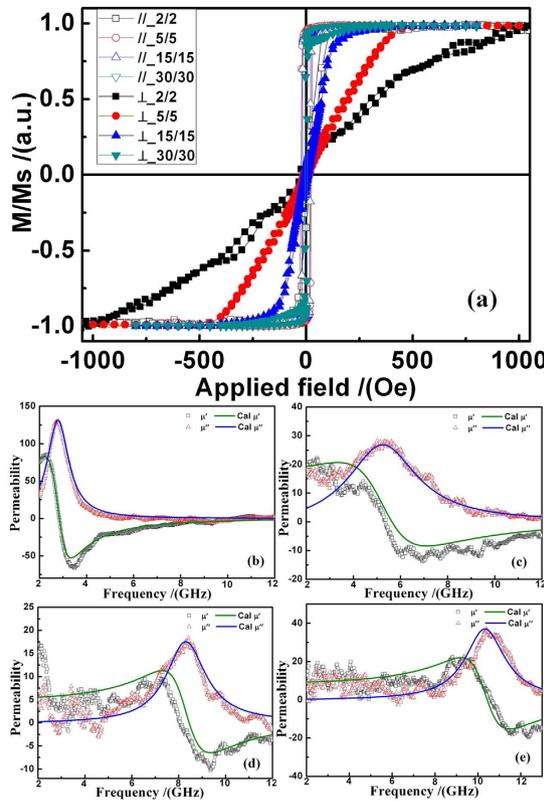 1.0
0.5
0.0
-0.5
-1.0
M/Ms /(a.u.)
//_2/2
//_5/5
//_15/15
//_30/30
⊥_2/2
⊥_5/5
⊥_15/15
⊥_30/30
(a)
-1000 -500 0 500 1000
Applied field /(Oe)
150
100
50
0
-50
Permeability
μ' Cal μ'
μ'' Cal μ''
(b)
2 4 6 8 10 12
Frequency /(GHz)
40
30
20
10
0
-10
-20
Permeability
μ' Cal μ'
μ'' Cal μ''
(c)
2 4 6 8 10 12
Frequency /(GHz)
25
20
15
10
5
0
-5
-10
Permeability
μ' Cal μ'
μ'' Cal μ''
(d)
2 4 6 8 10 12
Frequency /(GHz)
40
20
0
-20
-40
Permeability
μ' Cal μ'
μ'' Cal μ''
(e)
2 4 6 8 10 12
Frequency /(GHz)